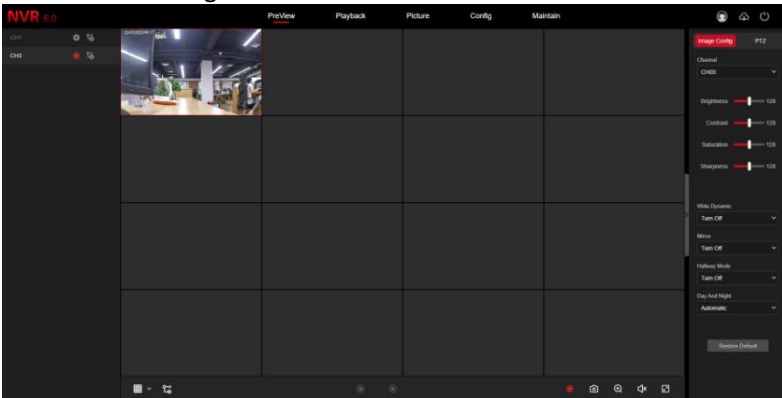 NVR 6.0
PreView Playback Picture Config Maintain
CH1
CH3
Image Config PTZ
Channel
CH03
Brightness 128
Contrast 128
Saturation 128
Sharpness 128
Wide Dynamic
Turn Off
Mirror
Turn Off
Hallway Mode
Turn Off
Day And Night
Automatic
Restore Default